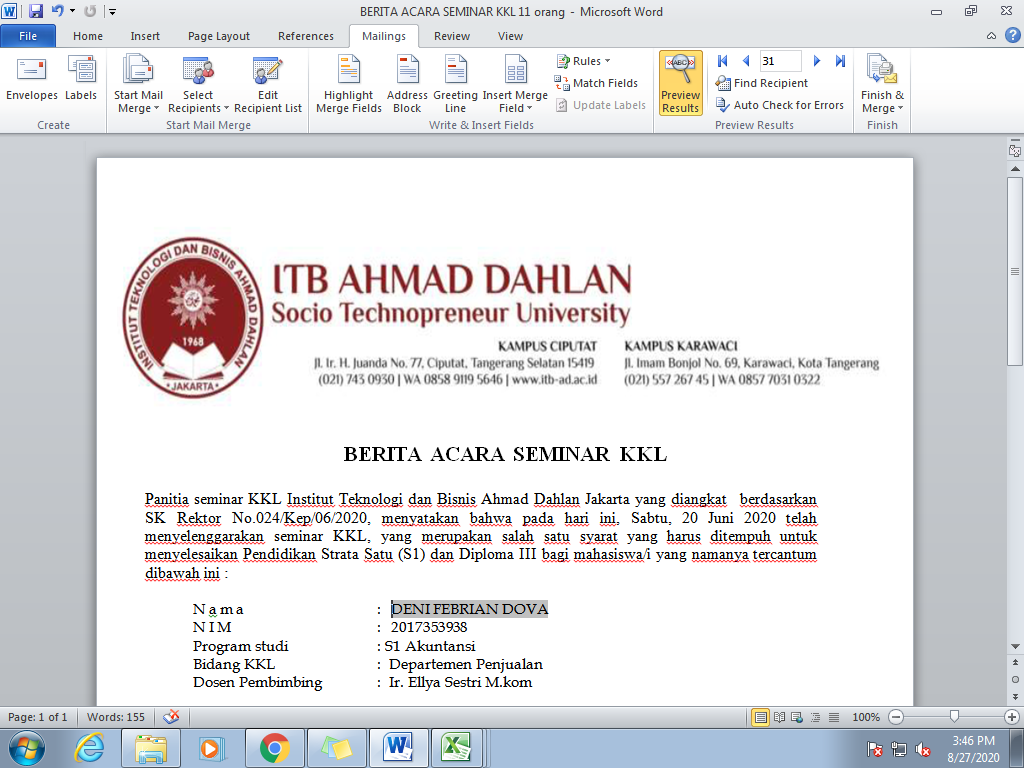 BERITA ACARA SEMINAR KKL 11 orang - Microsoft Word
File Home Insert Page Layout References Mailings Review View
Envelopes Labels
Create
Start Mail Merge Select Recipients Edit Recipient List
Start Mail Merge
Highlight Merge Fields Address Block Greeting Line Insert Merge Field
Rules
Match Fields
Update Labels
Write & Insert Fields
Preview Results
31
Find Recipient
Auto Check for Errors
Preview Results
Finish & Merge
Finish
INSTITUT TEKNOLOGI DAN BISNIS AHMAD DAHLAN
1968
JAKARTA
ITB AHMAD DAHLAN
Socio Technopreneur University
KAMPUS CIPUTAT
Jl. Ir. H. Juanda No. 77, Ciputat, Tangerang Selatan 15419
(021) 743 0930 | WA 0858 9119 5646 | www.itb-ad.ac.id
KAMPUS KARAWACI
Jl. Imam Bonjol No. 69, Karawaci, Kota Tangerang
(021) 557 267 45 | WA 0857 7031 0322
BERITA ACARA SEMINAR KKL
Panitia seminar KKL Institut Teknologi dan Bisnis Ahmad Dahlan Jakarta yang diangkat berdasarkan
SK Rektor No.024/Kep/06/2020, menyatakan bahwa pada hari ini, Sabtu, 20 Juni 2020 telah
menyelenggarakan seminar KKL, yang merupakan salah satu syarat yang harus ditempuh untuk
menyelesaikan Pendidikan Strata Satu (S1) dan Diploma III bagi mahasiswa/i yang namanya tercantum
dibawah ini :
N a m a : DENI FEBRIAN DOVA
N I M : 2017353938
Program studi : S1 Akuntansi
Bidang KKL : Departemen Penjualan
Dosen Pembimbing : Ir. Ellya Sestri M.kom
Page: 1 of 1 Words: 155 100%
3:46 PM
8/27/2020